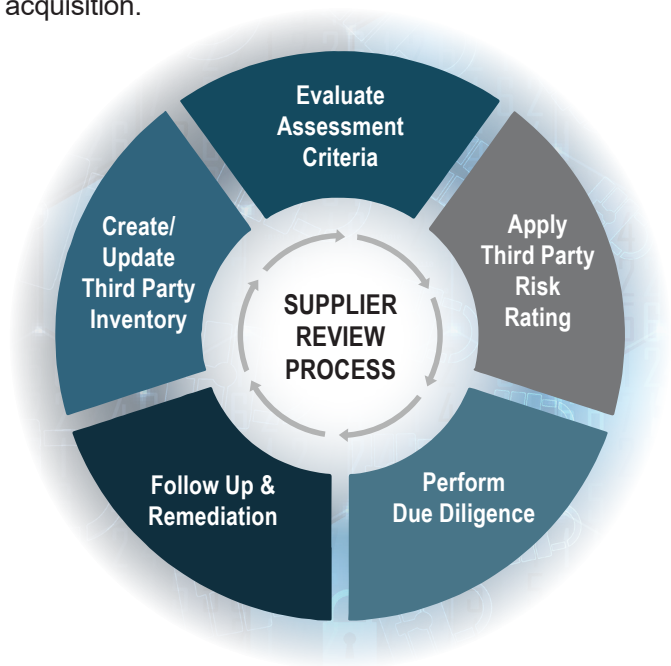 acquisition.
Evaluate
Assessment
Criteria
Create/
Update
Third Party
Inventory
Apply
Third Party
Risk
Rating
SUPPLIER
REVIEW
PROCESS
Follow Up &
Remediation
Perform
Due Diligence